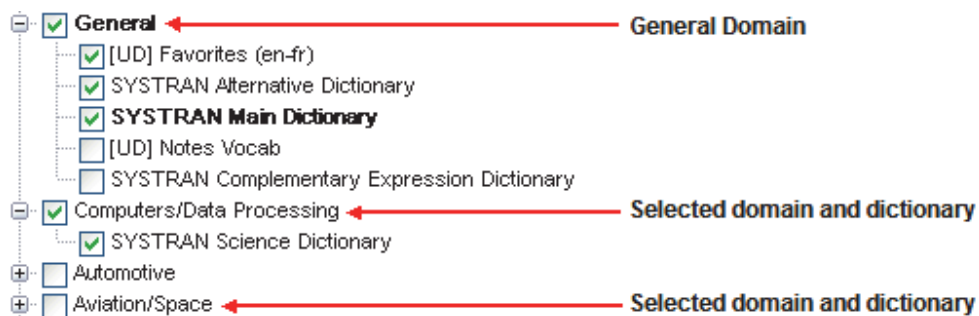 General General Domain
[UD] Favorites (en-fr)
SYSTRAN Alternative Dictionary
SYSTRAN Main Dictionary
[UD] Notes Vocab
SYSTRAN Complementary Expression Dictionary
Computers/Data Processing Selected domain and dictionary
SYSTRAN Science Dictionary
Automotive
Aviation/Space Selected domain and dictionary